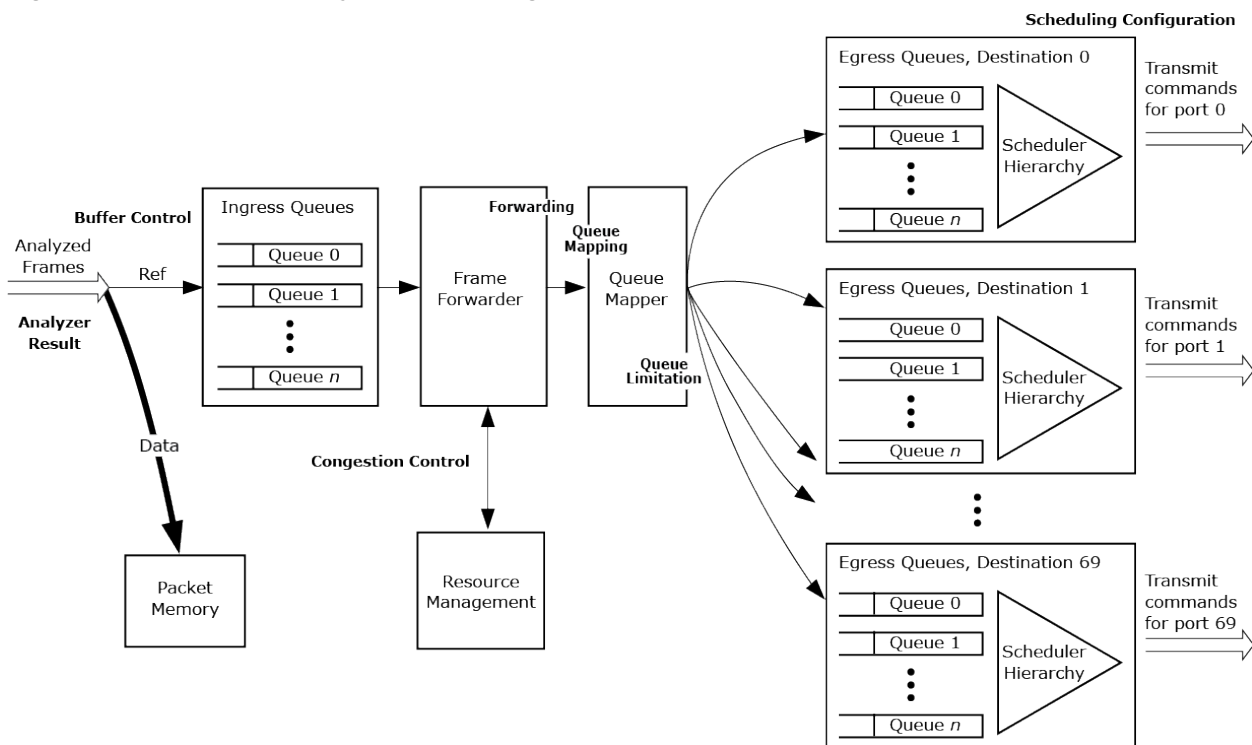 Scheduling Configuration
Egress Queues, Destination 0
Queue 0
Queue 1
Queue n
Scheduler
Hierarchy
Transmit
commands
for port 0
Buffer Control
Analyzed
Frames
Ref
Analyzer
Result
Data
Packet
Memory
Ingress Queues
Queue 0
Queue 1
Queue n
Frame
Forwarder
Congestion Control
Resource
Management
Forwarding
Queue
Mapping
Queue
Mapper
Queue
Limitation
Egress Queues, Destination 1
Queue 0
Queue 1
Queue n
Scheduler
Hierarchy
Transmit
commands
for port 1
Egress Queues, Destination 69
Queue 0
Queue 1
Queue n
Scheduler
Hierarchy
Transmit
commands
for port 69